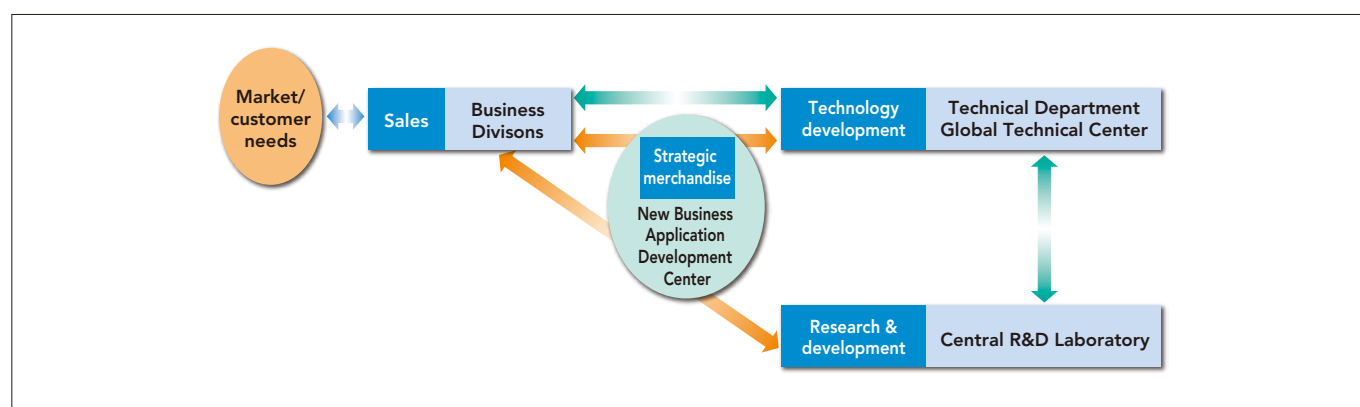 Market/
customer
needs
Sales
Business
Divisons
Technology
development
Technical Department
Global Technical Center
Strategic
merchandise
New Business
Application
Development
Center
Research &
development
Central R&D Laboratory